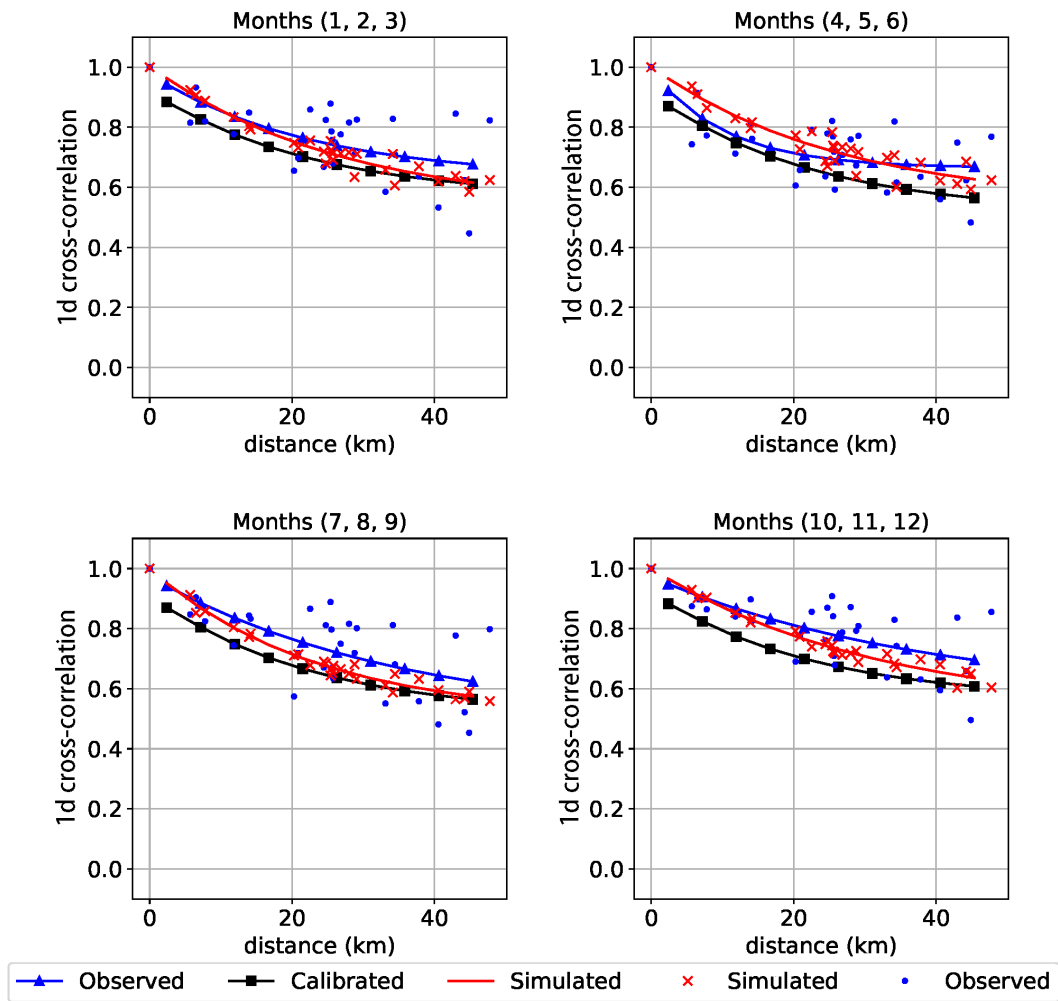 Months (1, 2, 3)
1.0
0.8
0.6
0.4
0.2
0.0
1d cross-correlation
0
20
40
distance (km)
Months (4, 5, 6)
1.0
0.8
0.6
0.4
0.2
0.0
1d cross-correlation
0
20
40
distance (km)
Months (7, 8, 9)
1.0
0.8
0.6
0.4
0.2
0.0
1d cross-correlation
0
20
40
distance (km)
Months (10, 11, 12)
1.0
0.8
0.6
0.4
0.2
0.0
1d cross-correlation
0
20
40
distance (km)
Observed Calibrated Simulated Simulated Observed